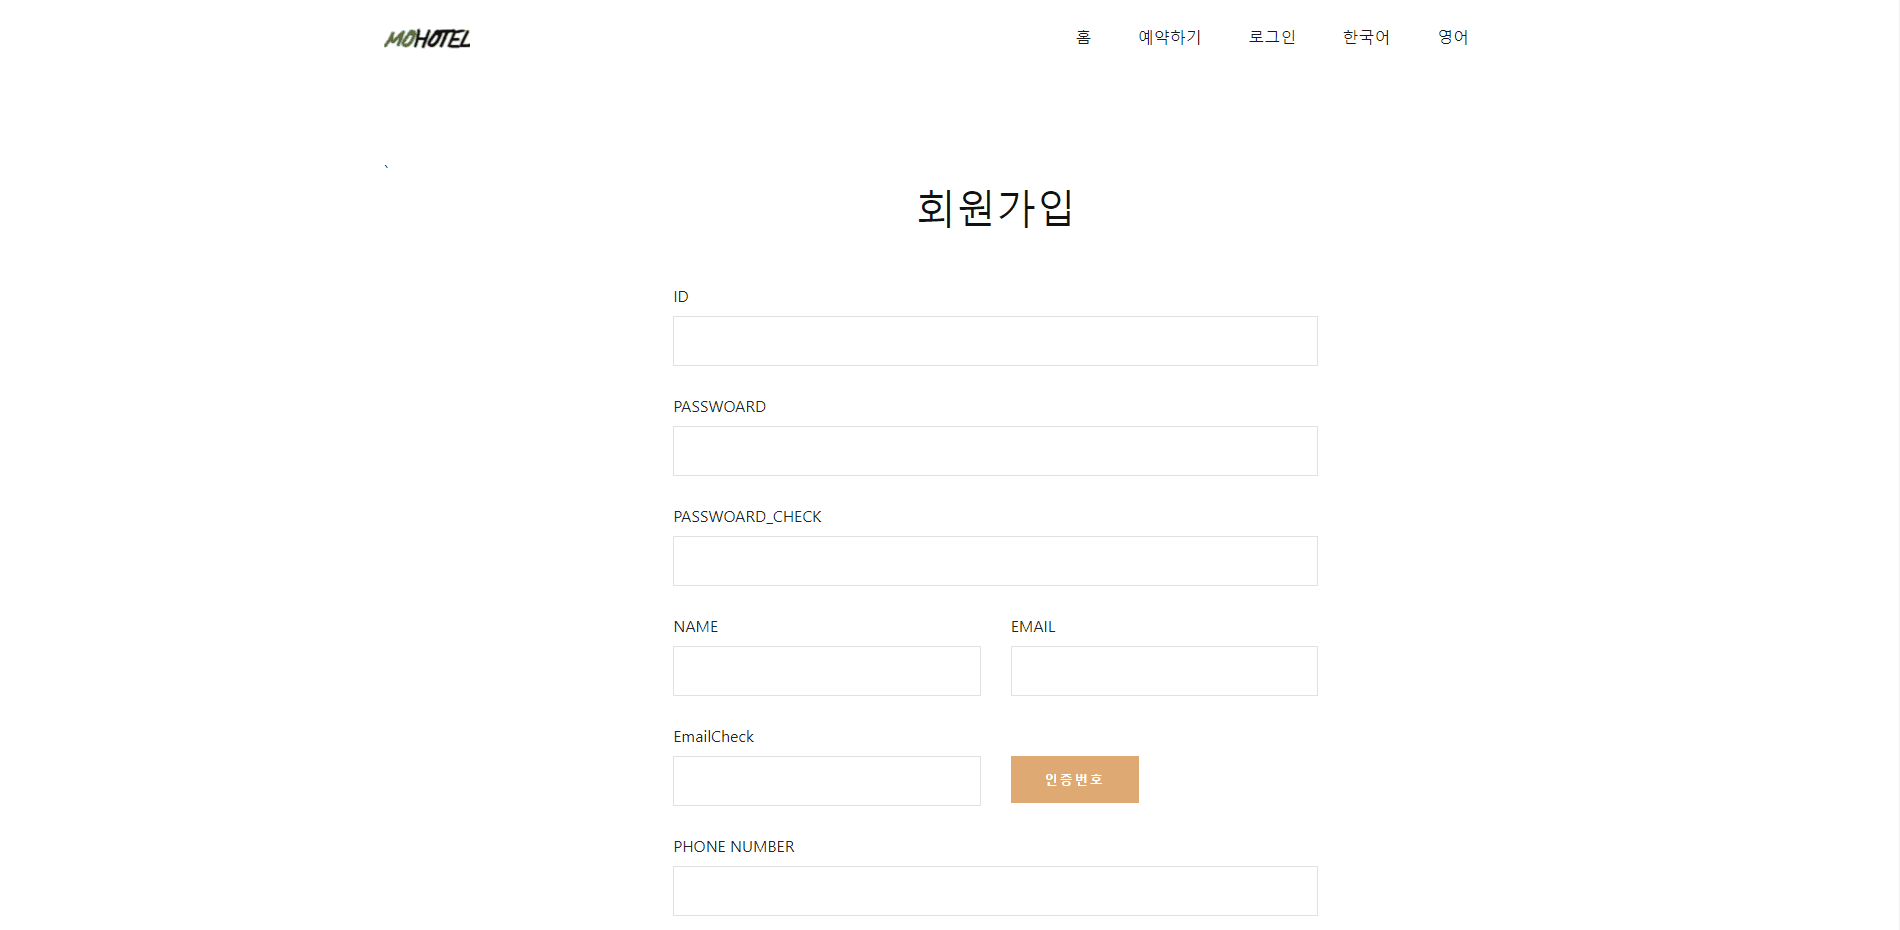 MOHOTEL
홈 예약하기 로그인 한국어 영어
`
회원가입
ID
PASSWOARD
PASSWOARD_CHECK
NAME EMAIL
EmailCheck
인증번호
PHONE NUMBER